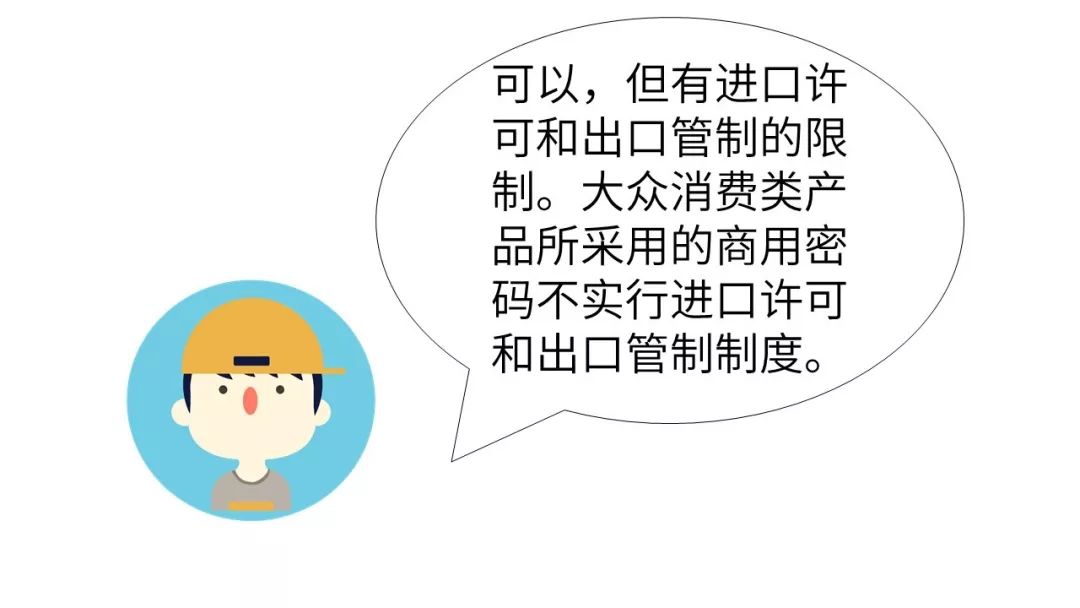 可以，但有进口许
可和出口管制的限
制。大众消费类产
品所采用的商用密
码不实行进口许可
和出口管制制度。